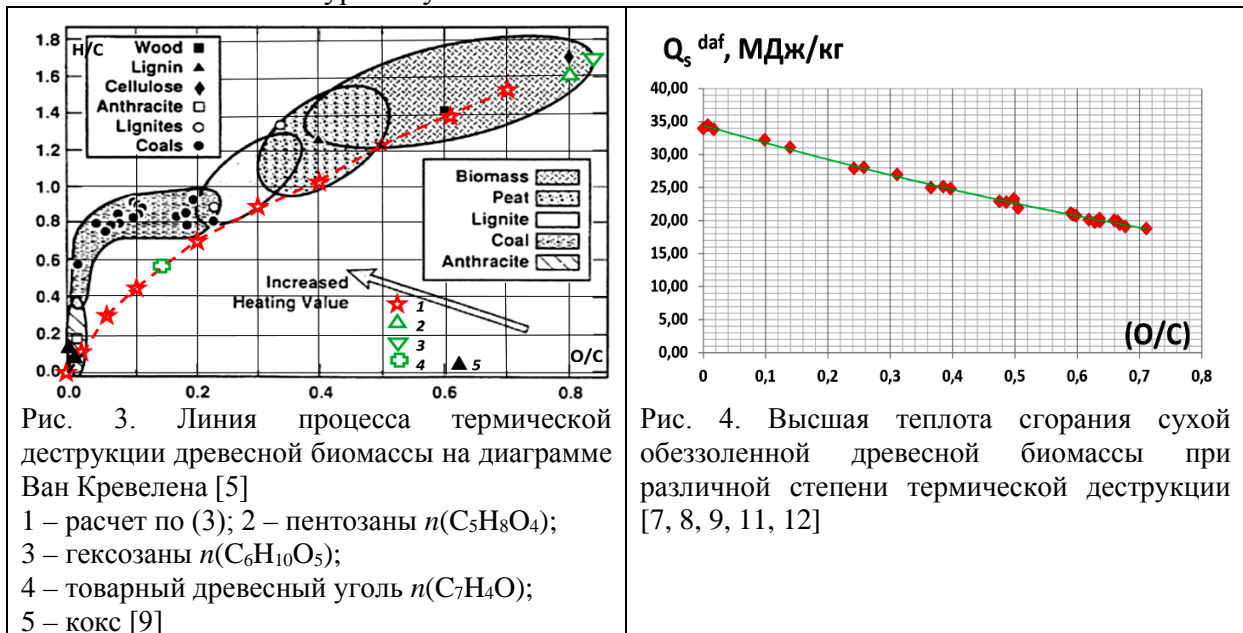 H/C
1.8
1.6
1.4
1.2
1.0
0.8
0.6
0.4
0.2
0.0
Wood
Lignin
Cellulose
Anthracite
Lignites
Coals
Biomass
Peat
Lignite
Coal
Anthracite
Increased
Heating Value
1
2
3
4
5
O/C
0.0 0.2 0.4 0.6 0.8
Рис. 3. Линия процесса термической
деструкции древесной биомассы на диаграмме
Ван Кревелена [5]
1 – расчет по (3); 2 – пентозаны n(C₅H₈O₄);
3 – гексозаны n(C₆H₁₀O₅);
4 – товарный древесный уголь n(C₇H₄O);
5 – кокс [9]
Qs daf, МДж/кг
40,00
35,00
30,00
25,00
20,00
15,00
10,00
5,00
0,00
(O/C)
0 0,1 0,2 0,3 0,4 0,5 0,6 0,7 0,8
Рис. 4. Высшая теплота сгорания сухой
обеззоленной древесной биомассы при
различной степени термической деструкции
[7, 8, 9, 11, 12]